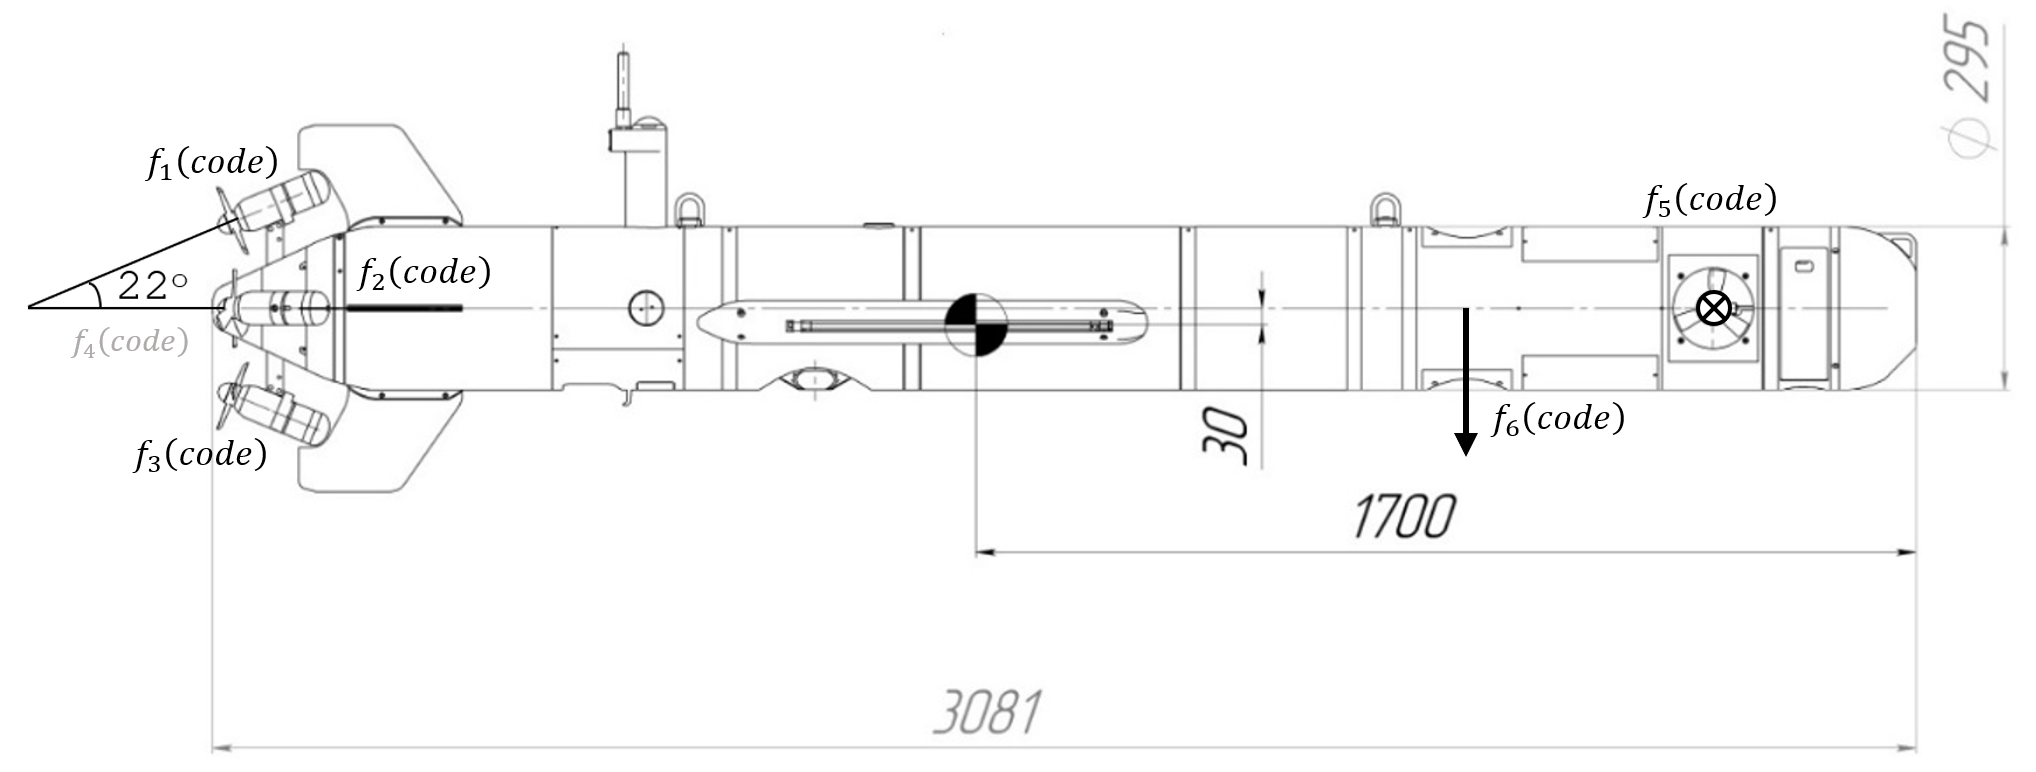 ⌀ 295
f₁(code)
f₅(code)
22°
f₂(code)
f₄(code)
30
f₆(code)
f₃(code)
1700
3081